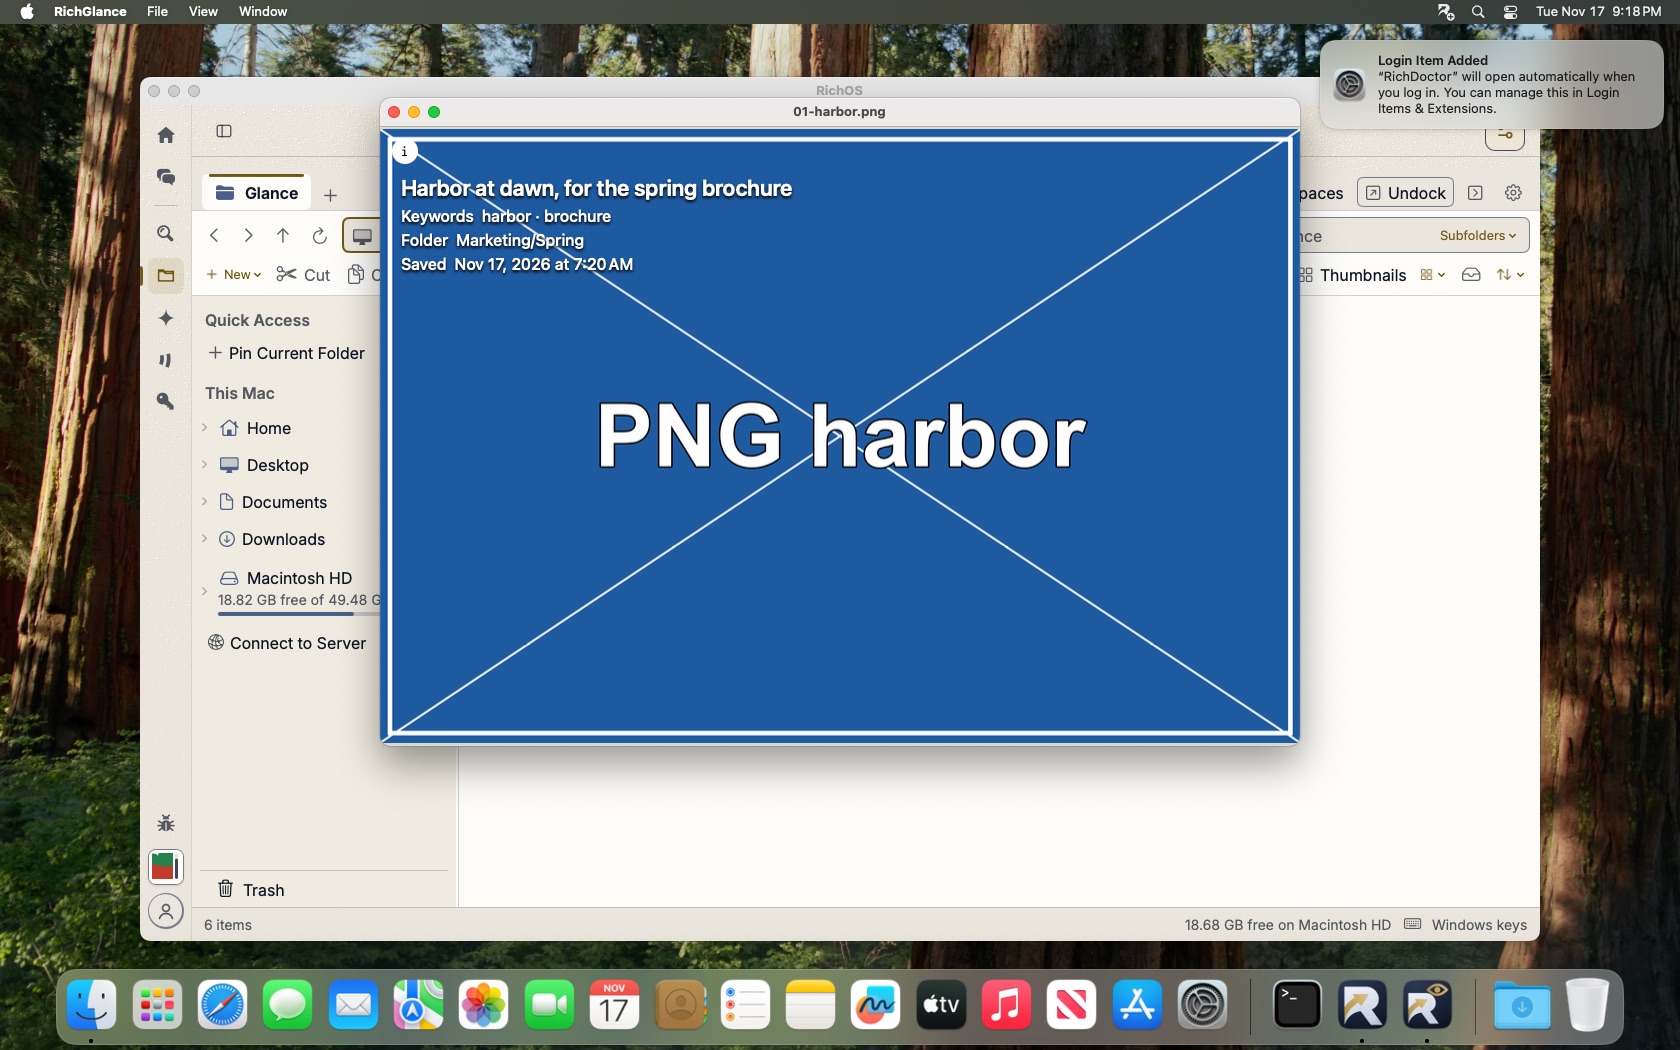 RichGlance File View Window
Tue Nov 17 9:18 PM
Login Item Added
“RichDoctor” will open automatically when
you log in. You can manage this in Login
Items & Extensions.
RichOS
01-harbor.png
i
Harbor at dawn, for the spring brochure
Keywords harbor · brochure
Folder Marketing/Spring
Saved Nov 17, 2026 at 7:20 AM
PNG harbor
Glance
paces
Undock
nce
Subfolders
New
Cut
C
Thumbnails
Quick Access
Pin Current Folder
This Mac
Home
Desktop
Documents
Downloads
Macintosh HD
18.82 GB free of 49.48 G
Connect to Server
Trash
6 items
18.68 GB free on Macintosh HD
Windows keys
NOV
17
tv